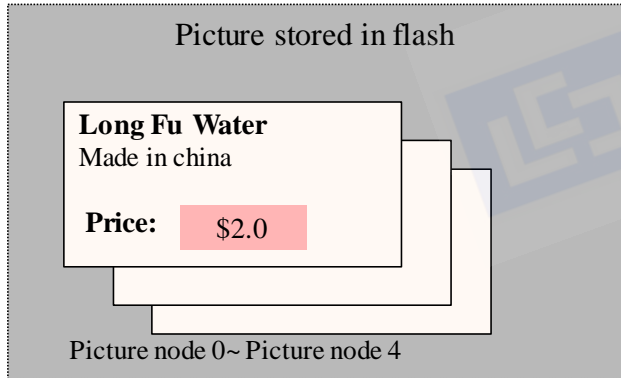 Picture stored in flash
Long Fu Water
Made in china
Price: $2.0
Picture node 0~ Picture node 4